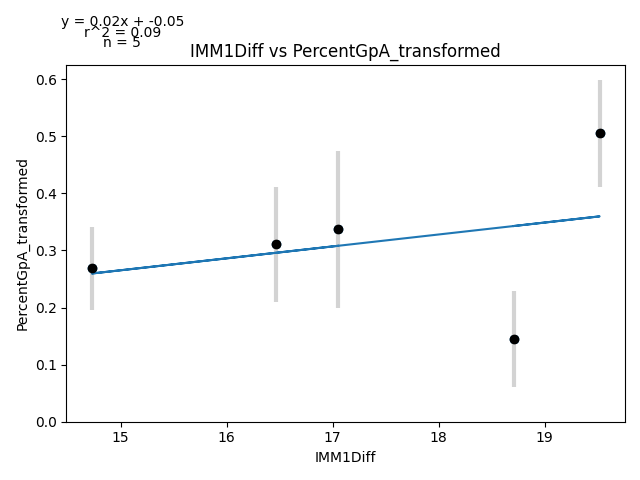 y = 0.02x + -0.05
r^2 = 0.09
n = 5
IMM1Diff vs PercentGpA_transformed
0.6
0.5
0.4
0.3
0.2
0.1
0.0
PercentGpA_transformed
15
16
17
18
19
IMM1Diff